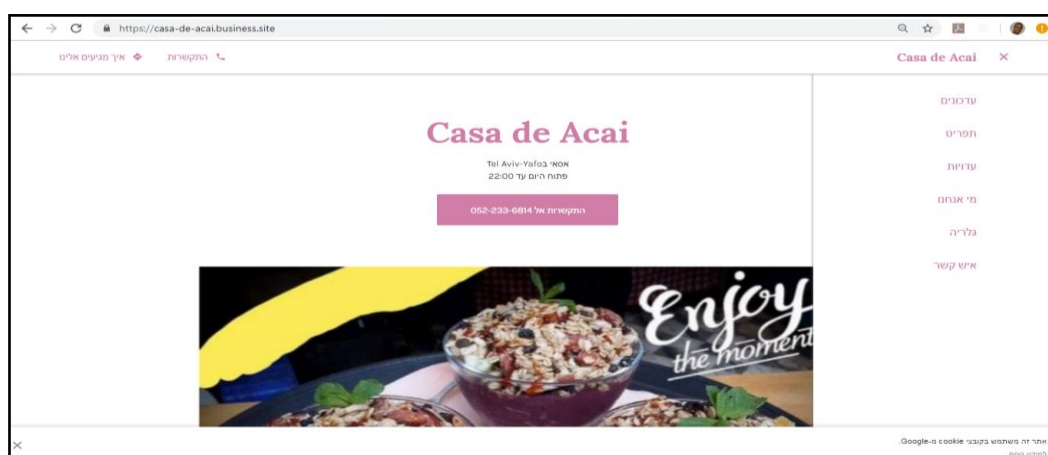 https://casa-de-acai.business.site
Casa de Acai
התקשרות
איך מגיעים אלינו
עדכונים
תפריט
עדויות
מי אנחנו
גלריה
איש קשר
Casa de Acai
אסאי בTel Aviv-Yafo
פתוח היום עד 22:00
התקשרות אל 052-233-6814
Enjoy
the moment
אתר זה משתמש בקובצי cookie מ-Google.